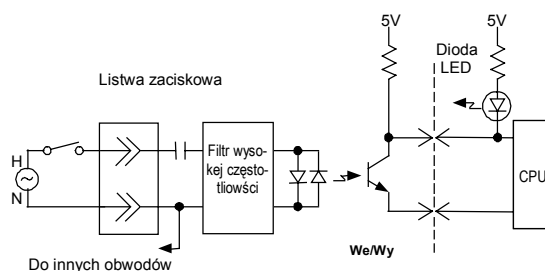 5V
5V
Dioda
LED
Listwa zaciskowa
H
N
Filtr wyso-
kej często-
tliowści
CPU
We/Wy
Do innych obwodów